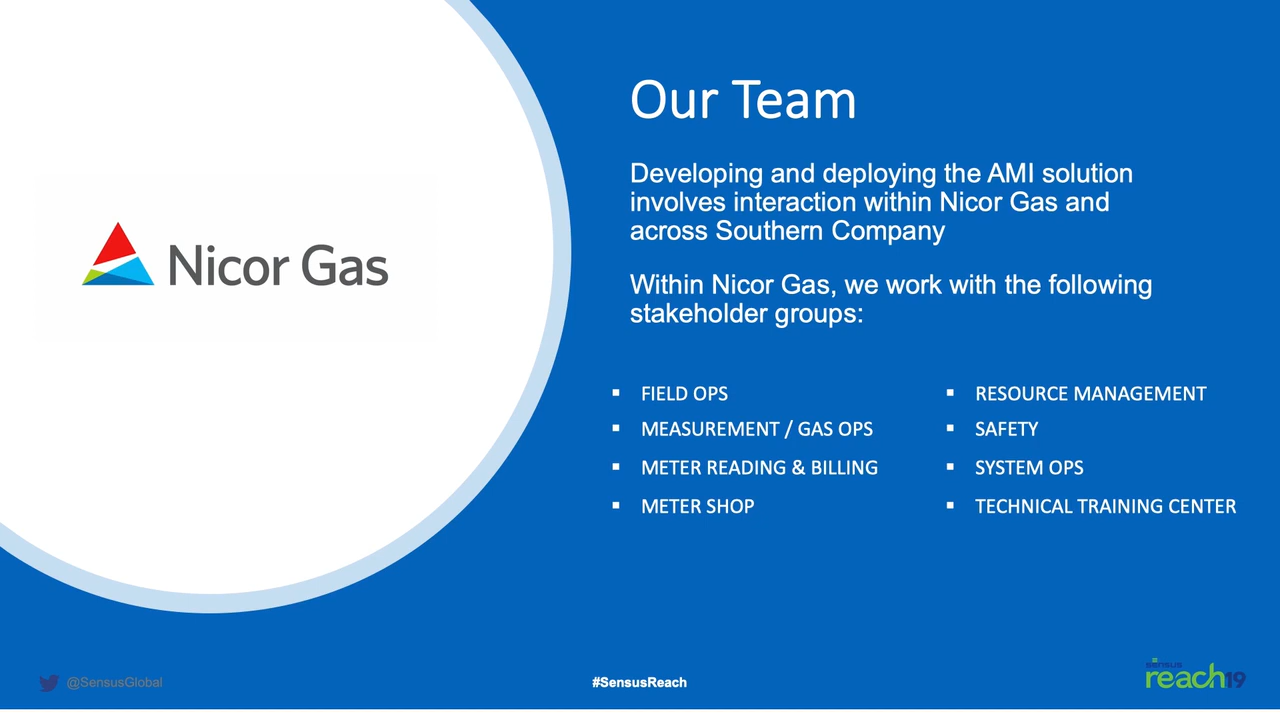 Nicor Gas
Our Team
Developing and deploying the AMI solution
involves interaction within Nicor Gas and
across Southern Company
Within Nicor Gas, we work with the following
stakeholder groups:
▪ FIELD OPS
▪ MEASUREMENT / GAS OPS
▪ METER READING & BILLING
▪ METER SHOP
▪ RESOURCE MANAGEMENT
▪ SAFETY
▪ SYSTEM OPS
▪ TECHNICAL TRAINING CENTER
@SensusGlobal
#SensusReach
sensus
reach19